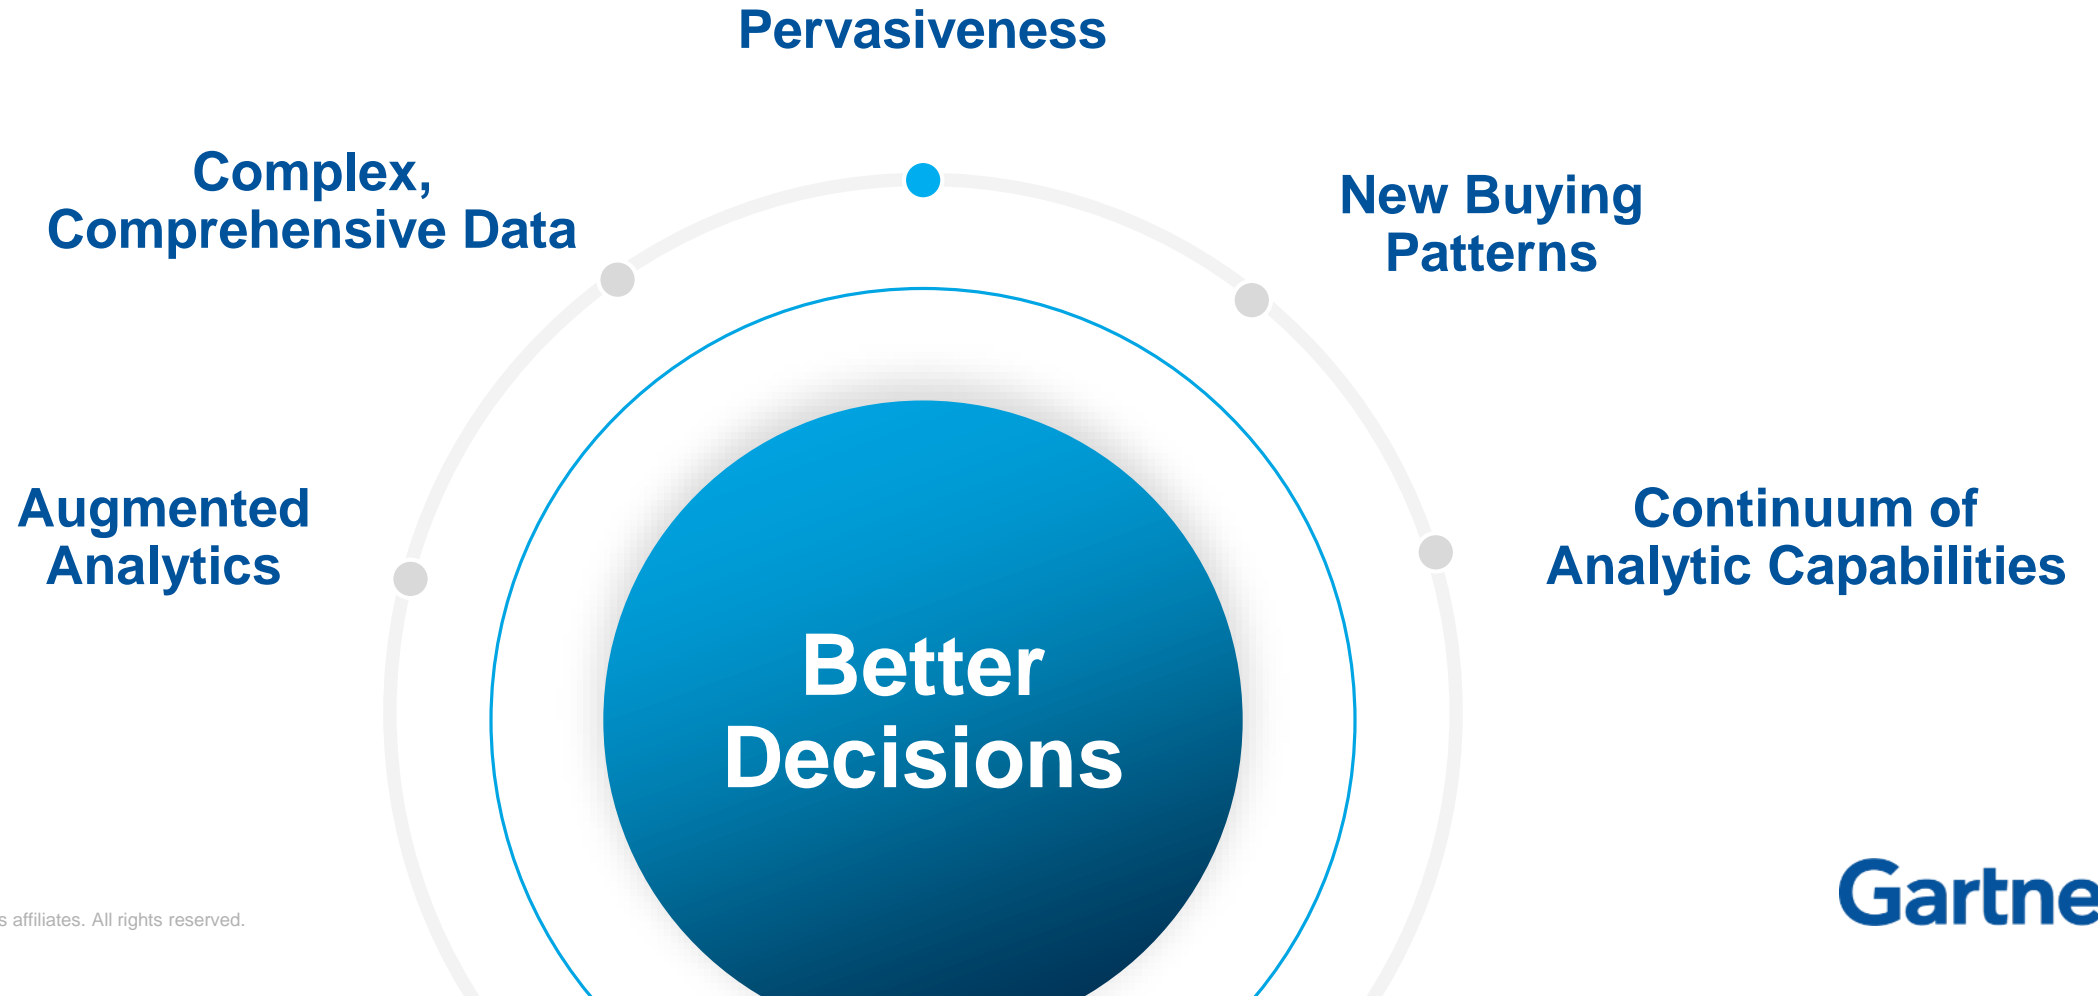 Pervasiveness
Complex,
Comprehensive Data
New Buying
Patterns
Augmented
Analytics
Continuum of
Analytic Capabilities
Better
Decisions
s affiliates. All rights reserved.
Gartne